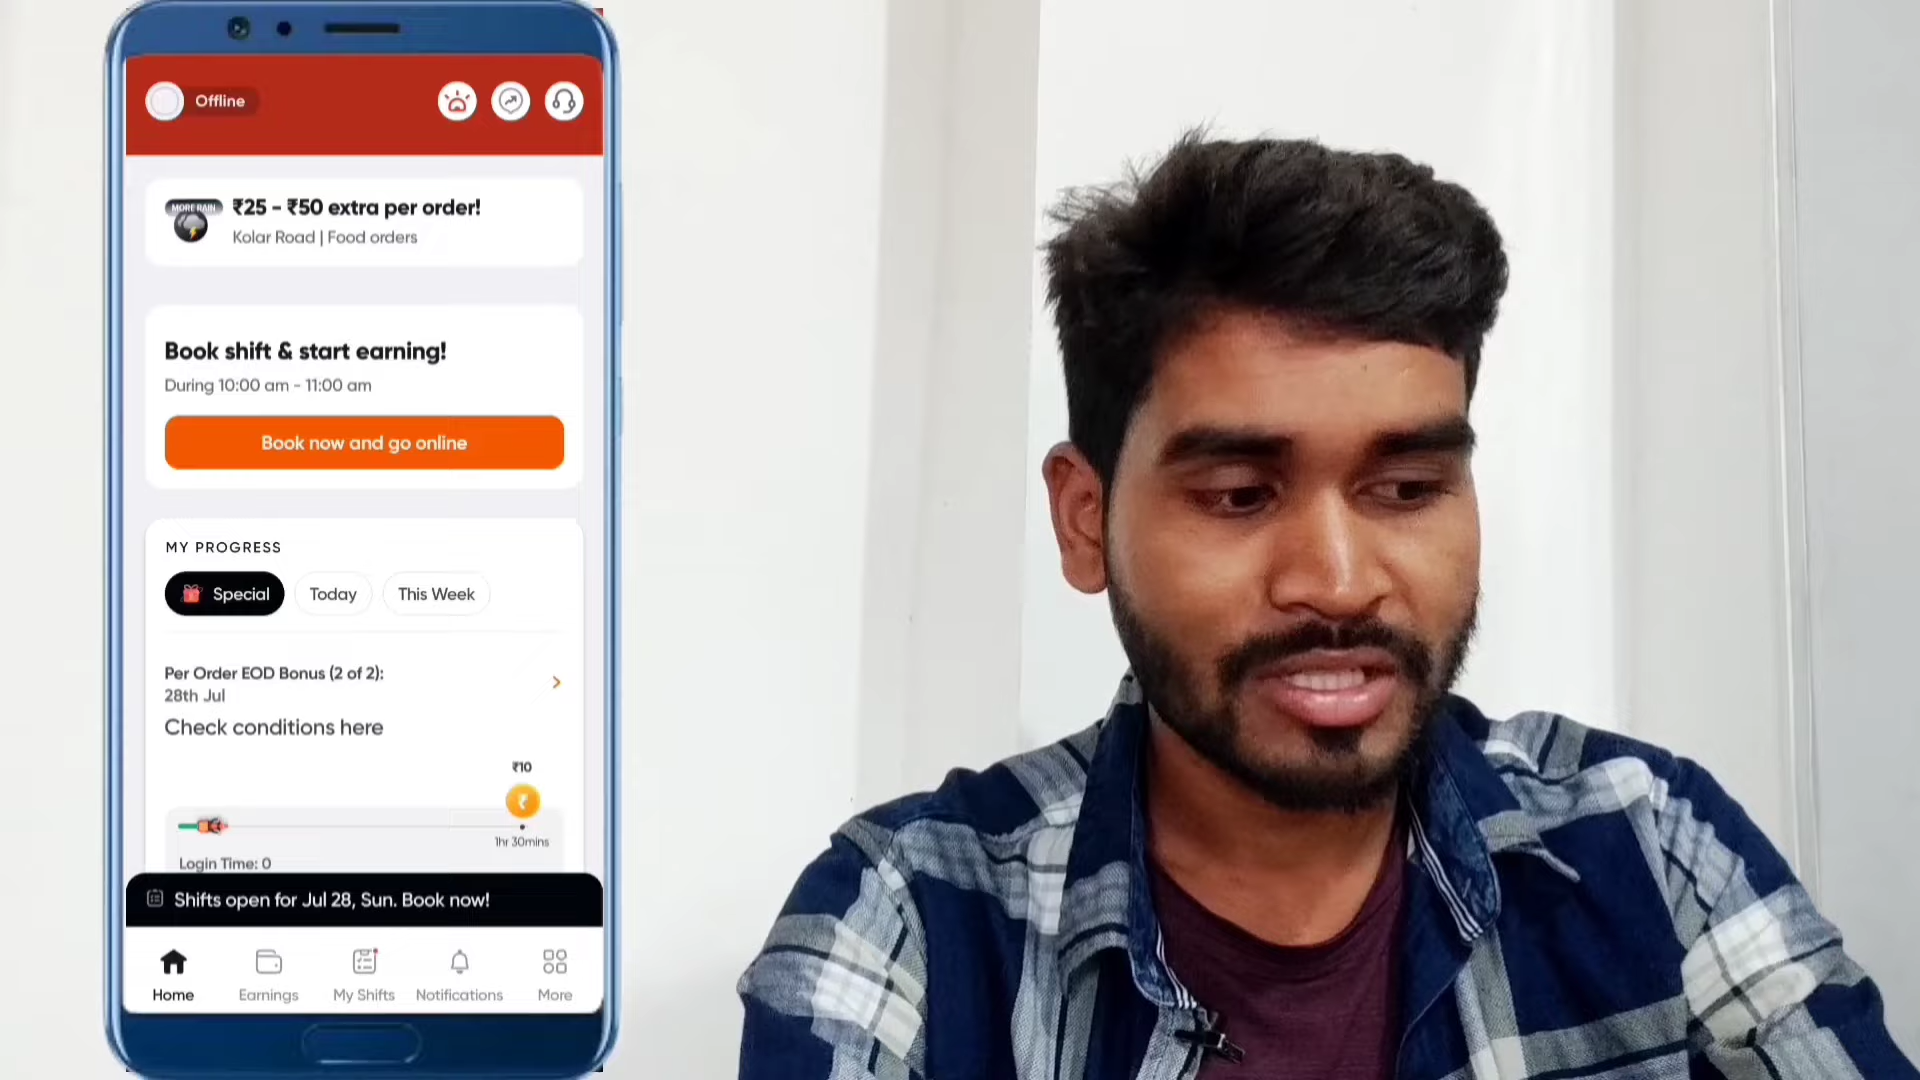 Offline
MORE RAIN
₹25 - ₹50 extra per order!
Kolar Road | Food orders
Book shift & start earning!
During 10:00 am - 11:00 am
Book now and go online
MY PROGRESS
Special Today This Week
Per Order EOD Bonus (2 of 2):
28th Jul
Check conditions here
₹10
1hr 30mins
Login Time: 0
Shifts open for Jul 28, Sun. Book now!
Home Earnings My Shifts Notifications More